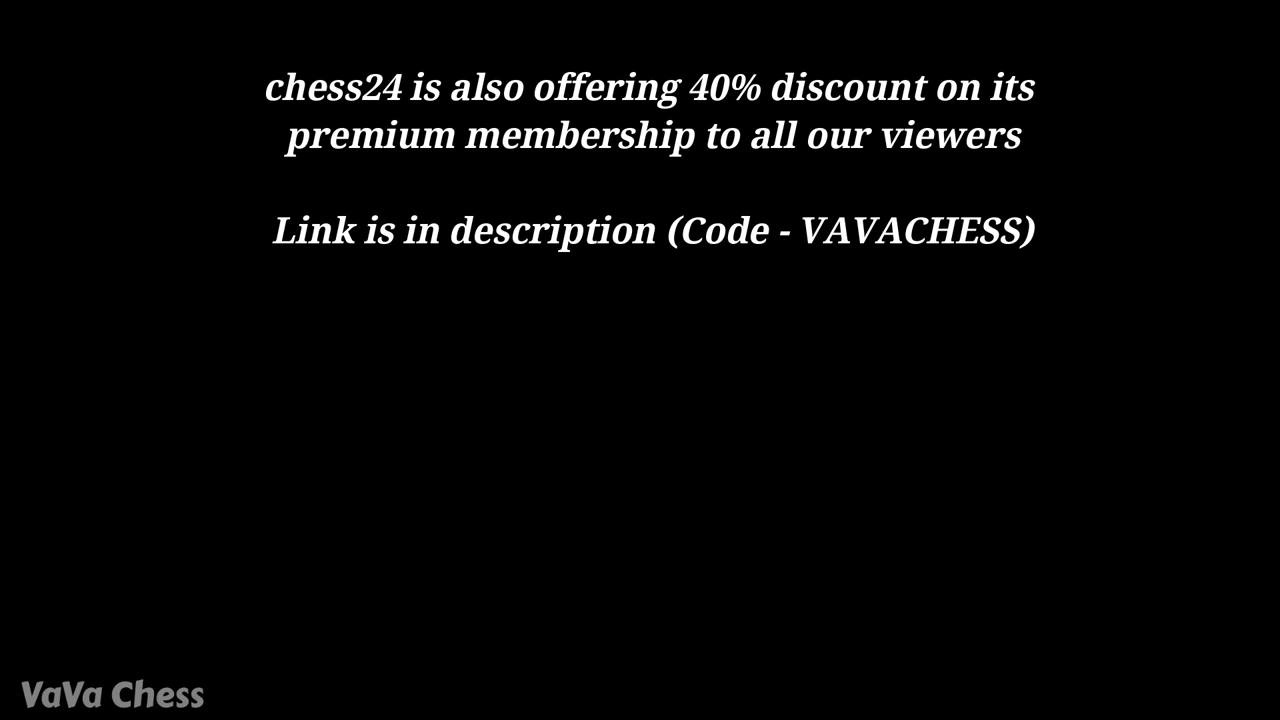 chess24 is also offering 40% discount on its
premium membership to all our viewers
Link is in description (Code - VAVACHESS)
VaVa Chess